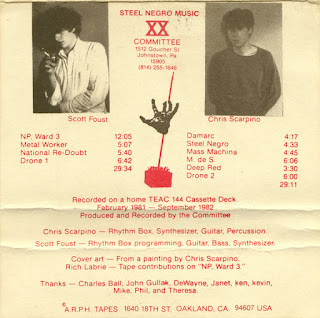 STEEL NEGRO MUSIC
XX
COMMITTEE
1512 Goucher St.
Johnstown, Pa
15905
(814) 255-1646
Scott Foust
NP, Ward 3 12:05
Metal Worker 5:07
National Re-Doubt 5:40
Drone 1 6:42
29:34
Chris Scarpino
Damarc 4:17
Steel Negro 4:33
Mass Machina 4:45
M. de S. 6:06
Deep Red 3:30
Drone 2 6:00
29:11
Recorded on a home TEAC 144 Cassette Deck.
February 1981 — September 1982
Produced and Recorded by the Committee
Chris Scarpino — Rhythm Box, Synthesizer, Guitar, Percussion.
Scott Foust — Rhythm Box programming, Guitar, Bass, Synthesizer.
Cover art — From a painting by Chris Scarpino.
Rich Labrie — Tape contributions on "NP, Ward 3."
Thanks — Charles Ball, John Gullak, DeWayne, Janet, ken, kevin,
Mike, Phil, and Theresa.
A.R.P.H. TAPES 1640 18TH ST. OAKLAND, CA. 94607 USA